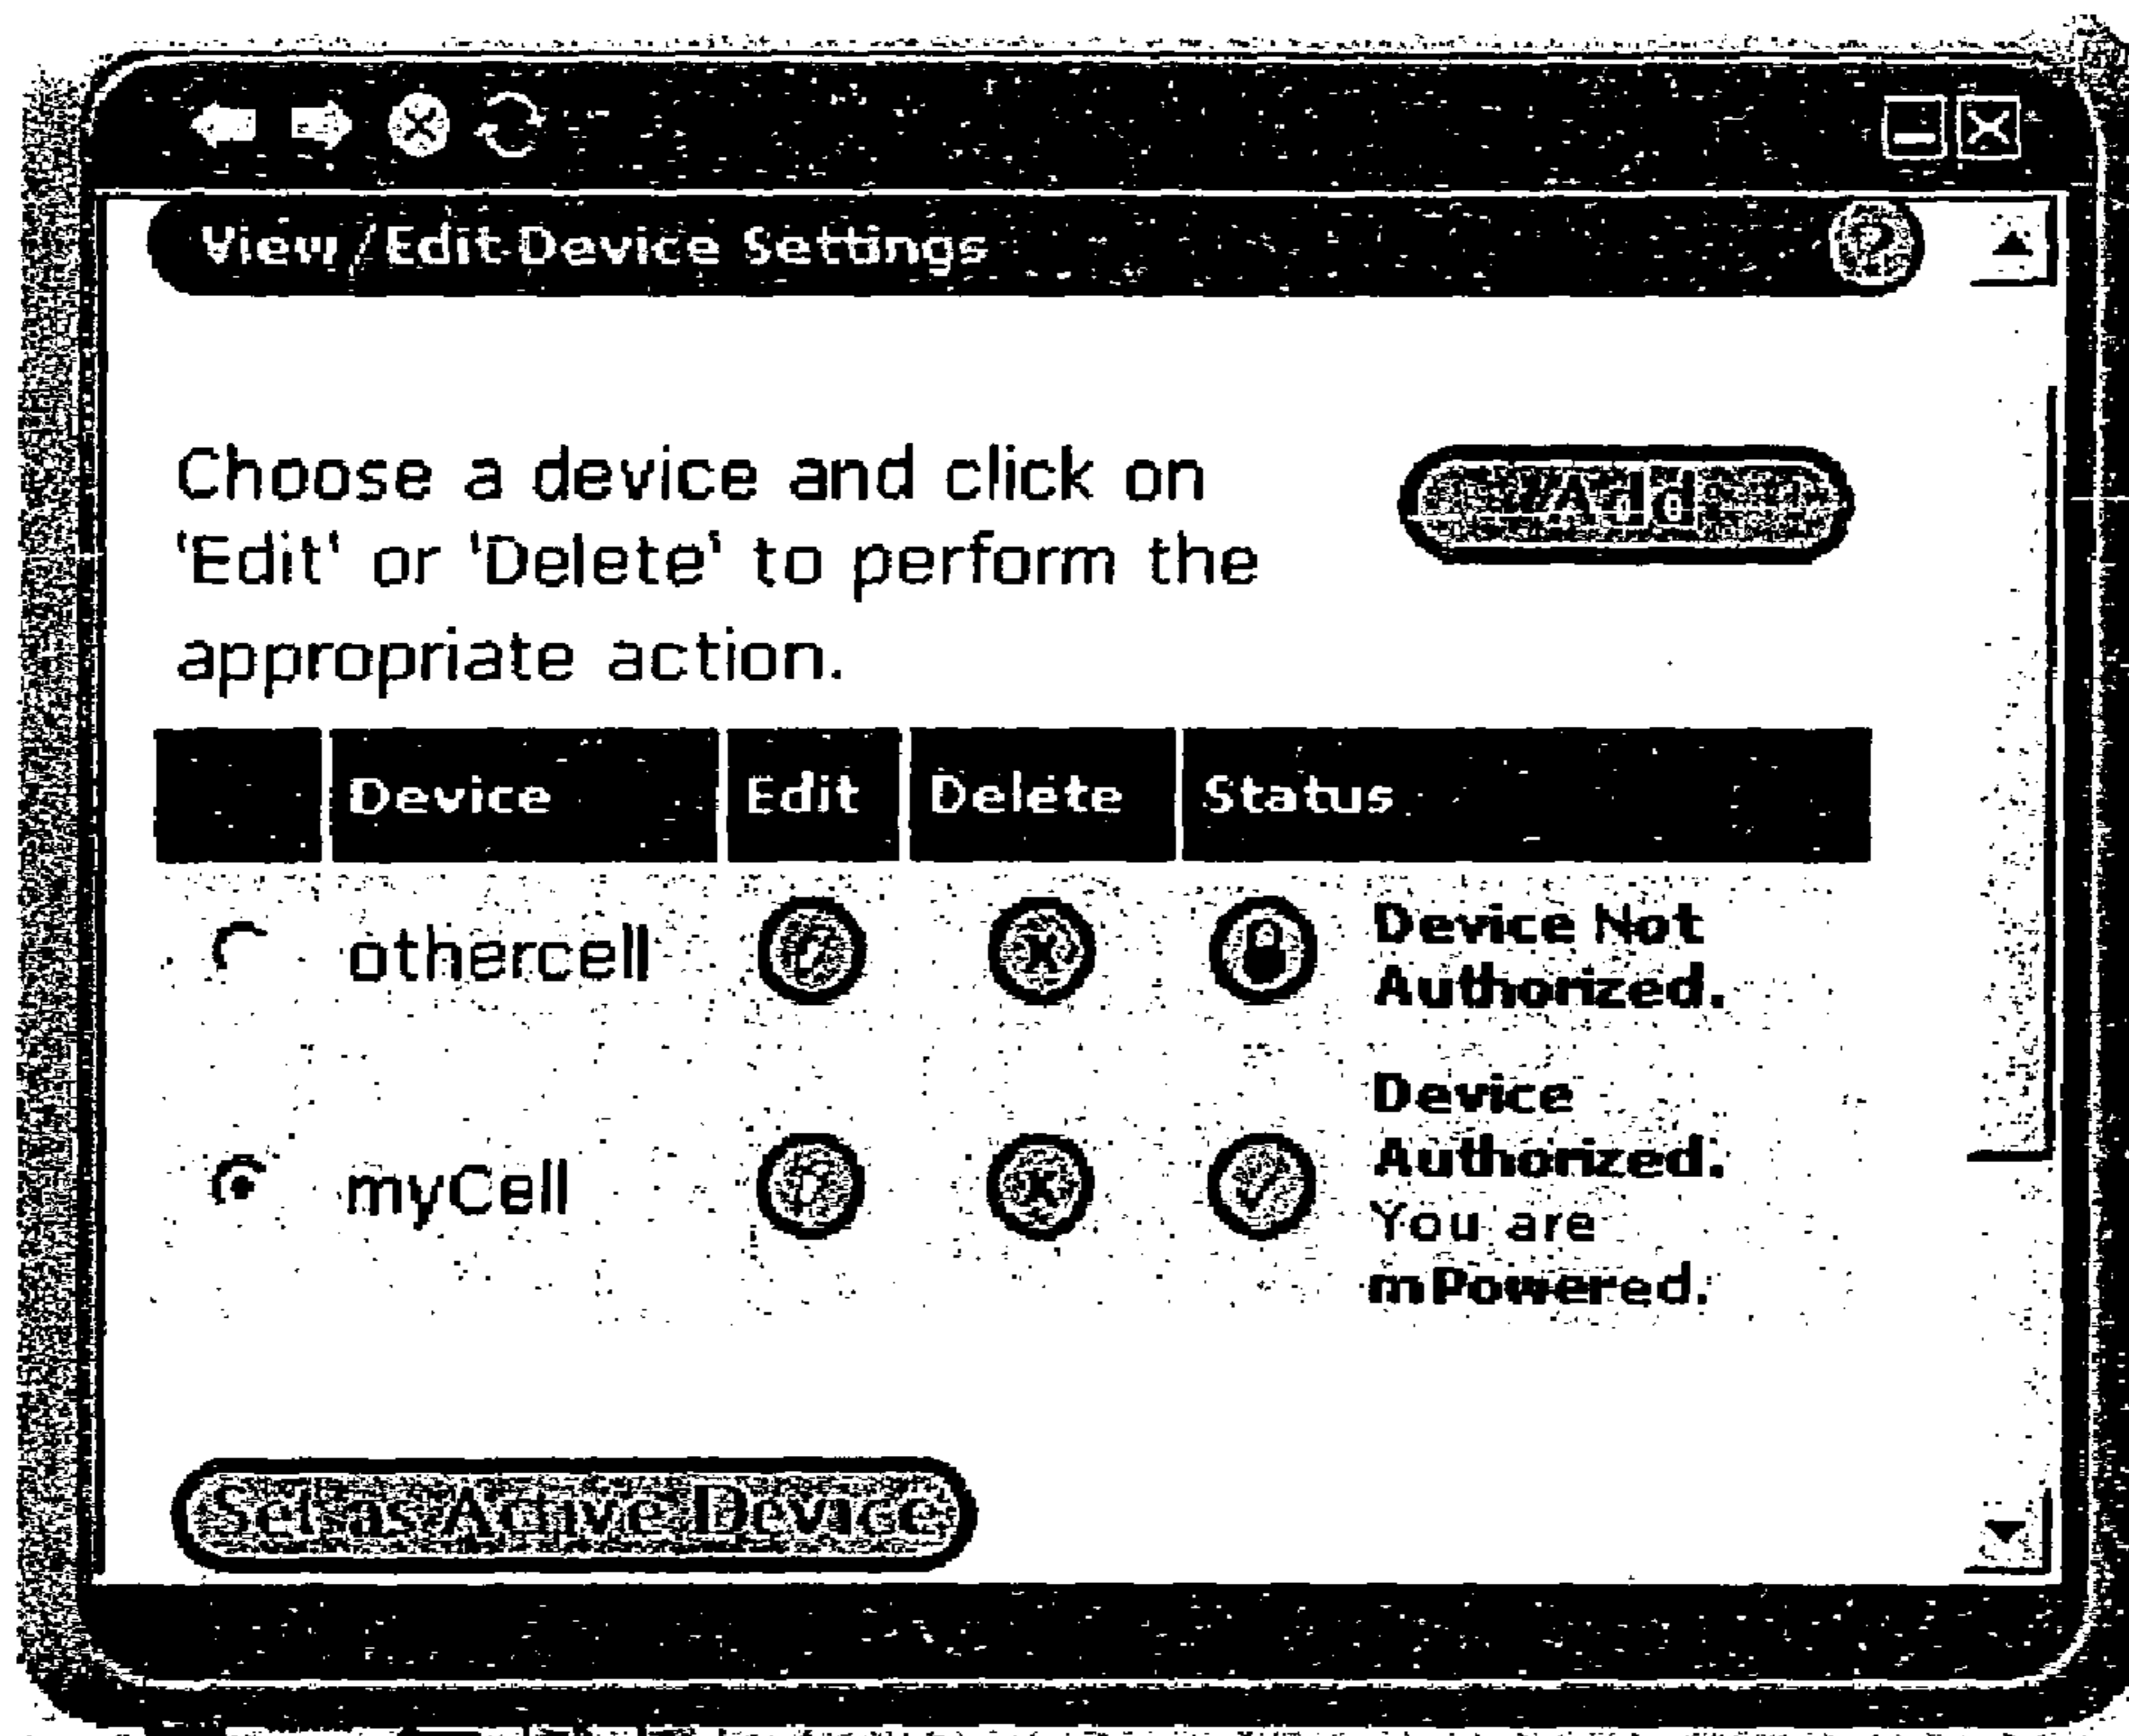 View/Edit Device Settings
?
Choose a device and click on
'Edit' or 'Delete' to perform the
appropriate action.
Add
Device Edit Delete Status
othercell Device Not
Authorized.
myCell Device
Authorized.
You are
mPowered.
Set as Active Device